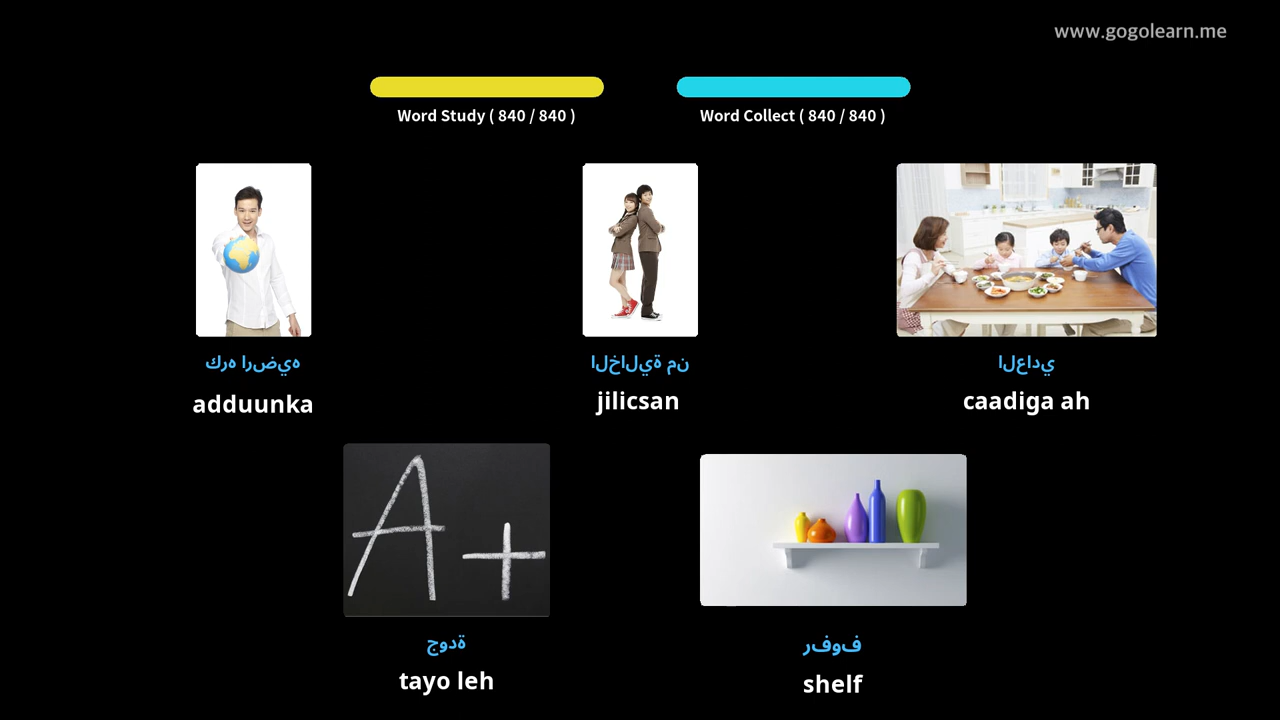 www.gogolearn.me
Word Study ( 840 / 840 )
Word Collect ( 840 / 840 )
كره ارضيه
الخالية من
العادي
adduunka
jilicsan
caadiga ah
A+
جودة
رفوف
tayo leh
shelf